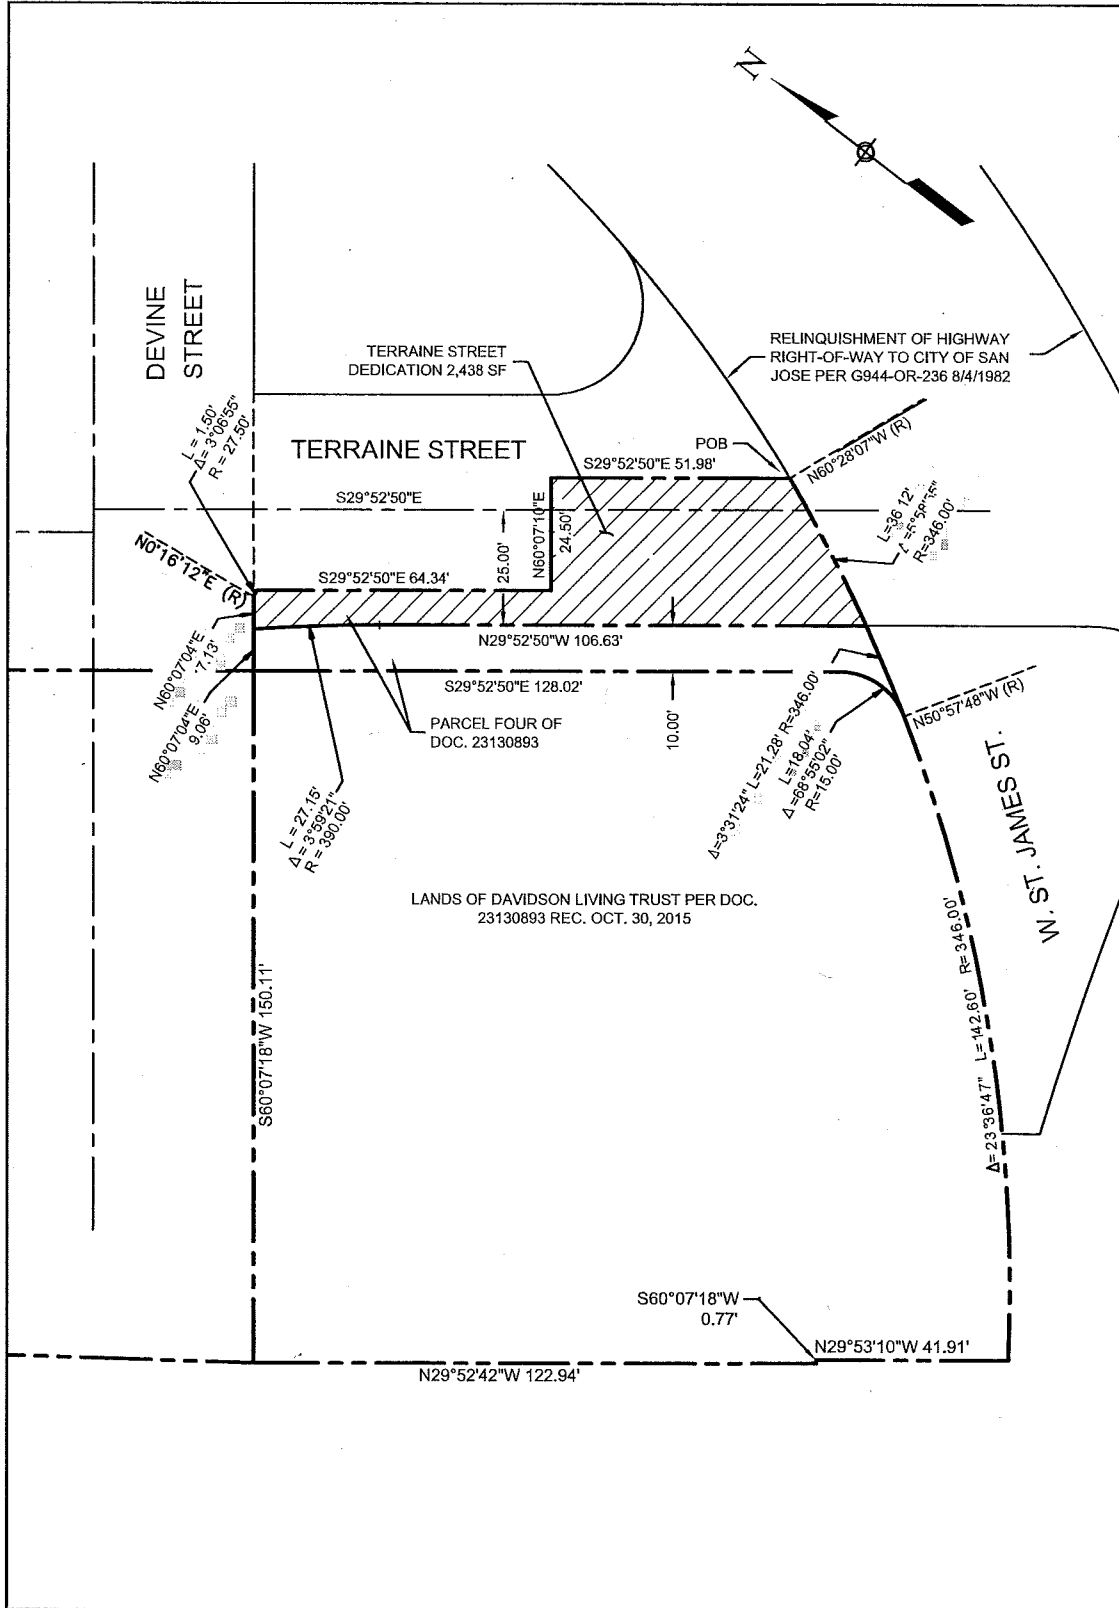 N
DEVINE
STREET
TERRAINE STREET
DEDICATION 2,438 SF
RELINQUISHMENT OF HIGHWAY
RIGHT-OF-WAY TO CITY OF SAN
JOSE PER G944-OR-236 8/4/1982
L = 1.50'
Δ= 3°06'55"
R = 27.50'
TERRAINE STREET
POB
S29°52'50"E 51.98'
N60°28'07"W (R)
S29°52'50"E
L=36.12'
R=346.00'
N0°16'12"E (R)
25.00'
N60°07'10"E
24.50'
S29°52'50"E 64.34'
N29°52'50"W 106.63'
N60°07'04"E
7.13'
N60°07'04"E
9.06'
S29°52'50"E 128.02'
10.00'
PARCEL FOUR OF
DOC. 23130893
N50°57'48"W (R)
Δ=3°31'24" L=21.28' R=346.00'
L=18.04'
Δ=68°55'02"
R=15.00'
L = 27.15'
Δ = 3°59'21"
R = 390.00'
W. ST. JAMES ST.
LANDS OF DAVIDSON LIVING TRUST PER DOC.
23130893 REC. OCT. 30, 2015
S60°07'18"W 150.11'
Δ= 23°36'47" L=142.60' R=346.00'
S60°07'18"W
0.77'
N29°53'10"W 41.91'
N29°52'42"W 122.94'